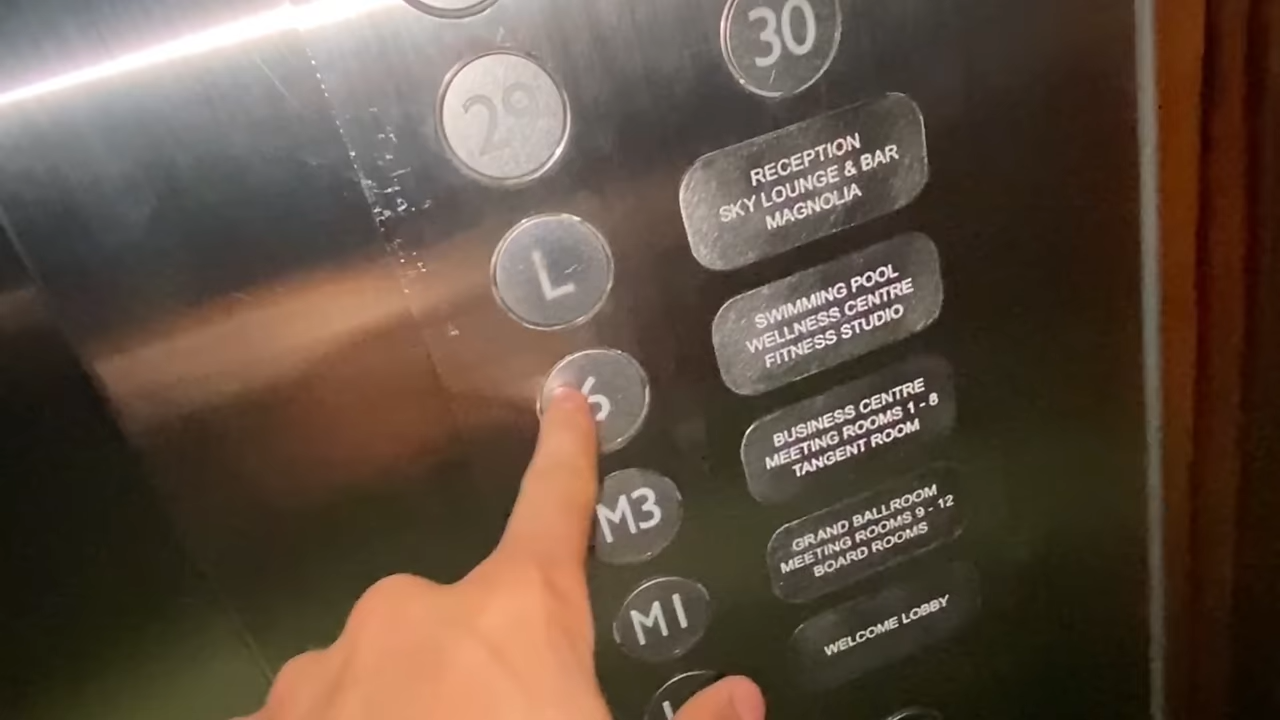 30
29
RECEPTION
SKY LOUNGE & BAR
MAGNOLIA
L
SWIMMING POOL
WELLNESS CENTRE
FITNESS STUDIO
6
BUSINESS CENTRE
MEETING ROOMS 1 - 8
TANGENT ROOM
M3
GRAND BALLROOM
MEETING ROOMS 9 - 12
BOARD ROOMS
M1
WELCOME LOBBY